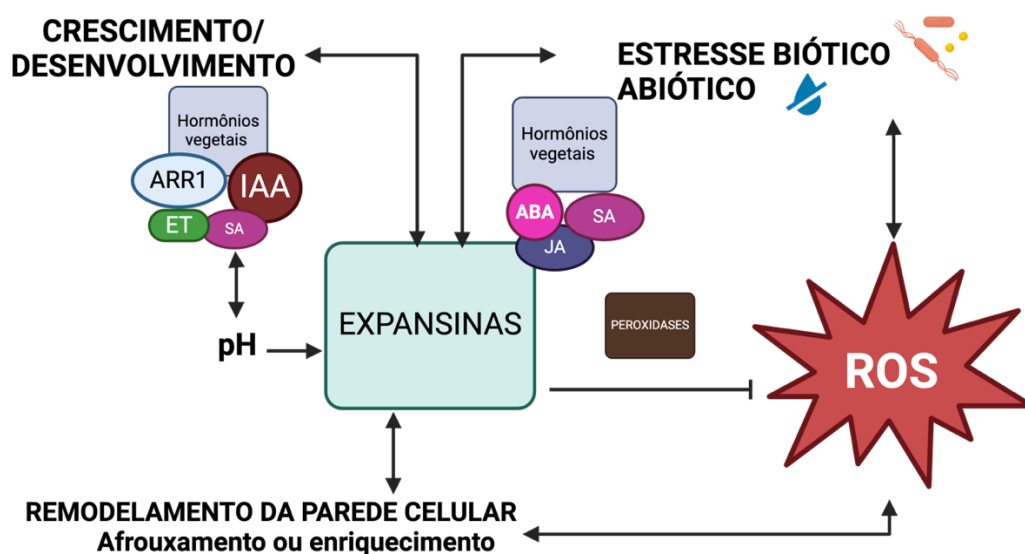 CRESCIMENTO/
DESENVOLVIMENTO
Hormônios
vegetais
ARR1
IAA
ET
SA
pH
ESTRESSE BIÓTICO
ABIÓTICO
Hormônios
vegetais
ABA
SA
JA
EXPANSINAS
PEROXIDASES
ROS
REMODELAMENTO DA PAREDE CELULAR
Afrouxamento ou enriquecimento